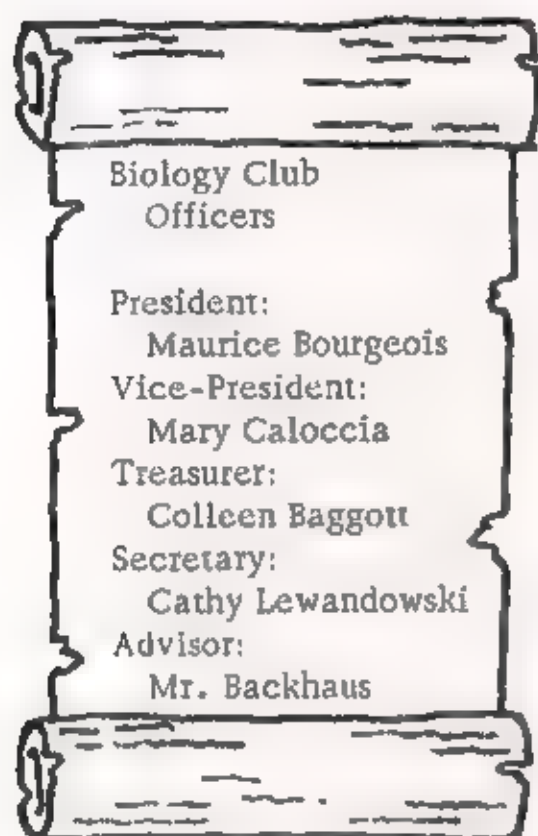 Biology Club
Officers
President:
Maurice Bourgeois
Vice-President:
Mary Caloccia
Treasurer:
Colleen Baggott
Secretary:
Cathy Lewandowski
Advisor:
Mr. Backhaus